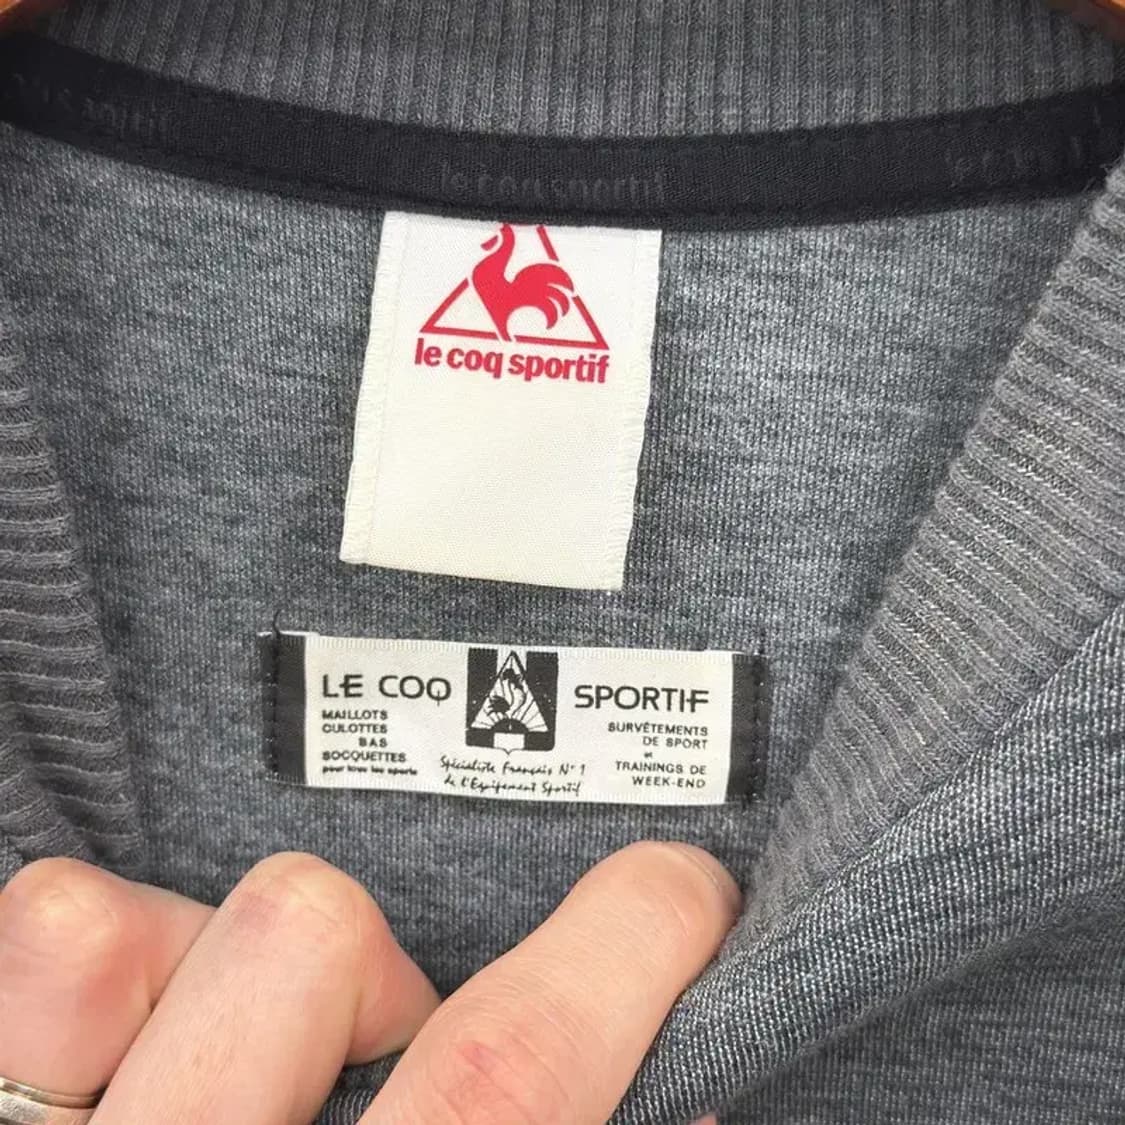 le coq sportif
le coq sportif
LE COQ
SPORTIF
MAILLOTS
CULOTTES
BAS
SOCQUETTES
pour tous les sports
Spécialiste Français N° 1
de l'Equipement Sportif
SURVÊTEMENTS
DE SPORT
et
TRAININGS DE
WEEK-END